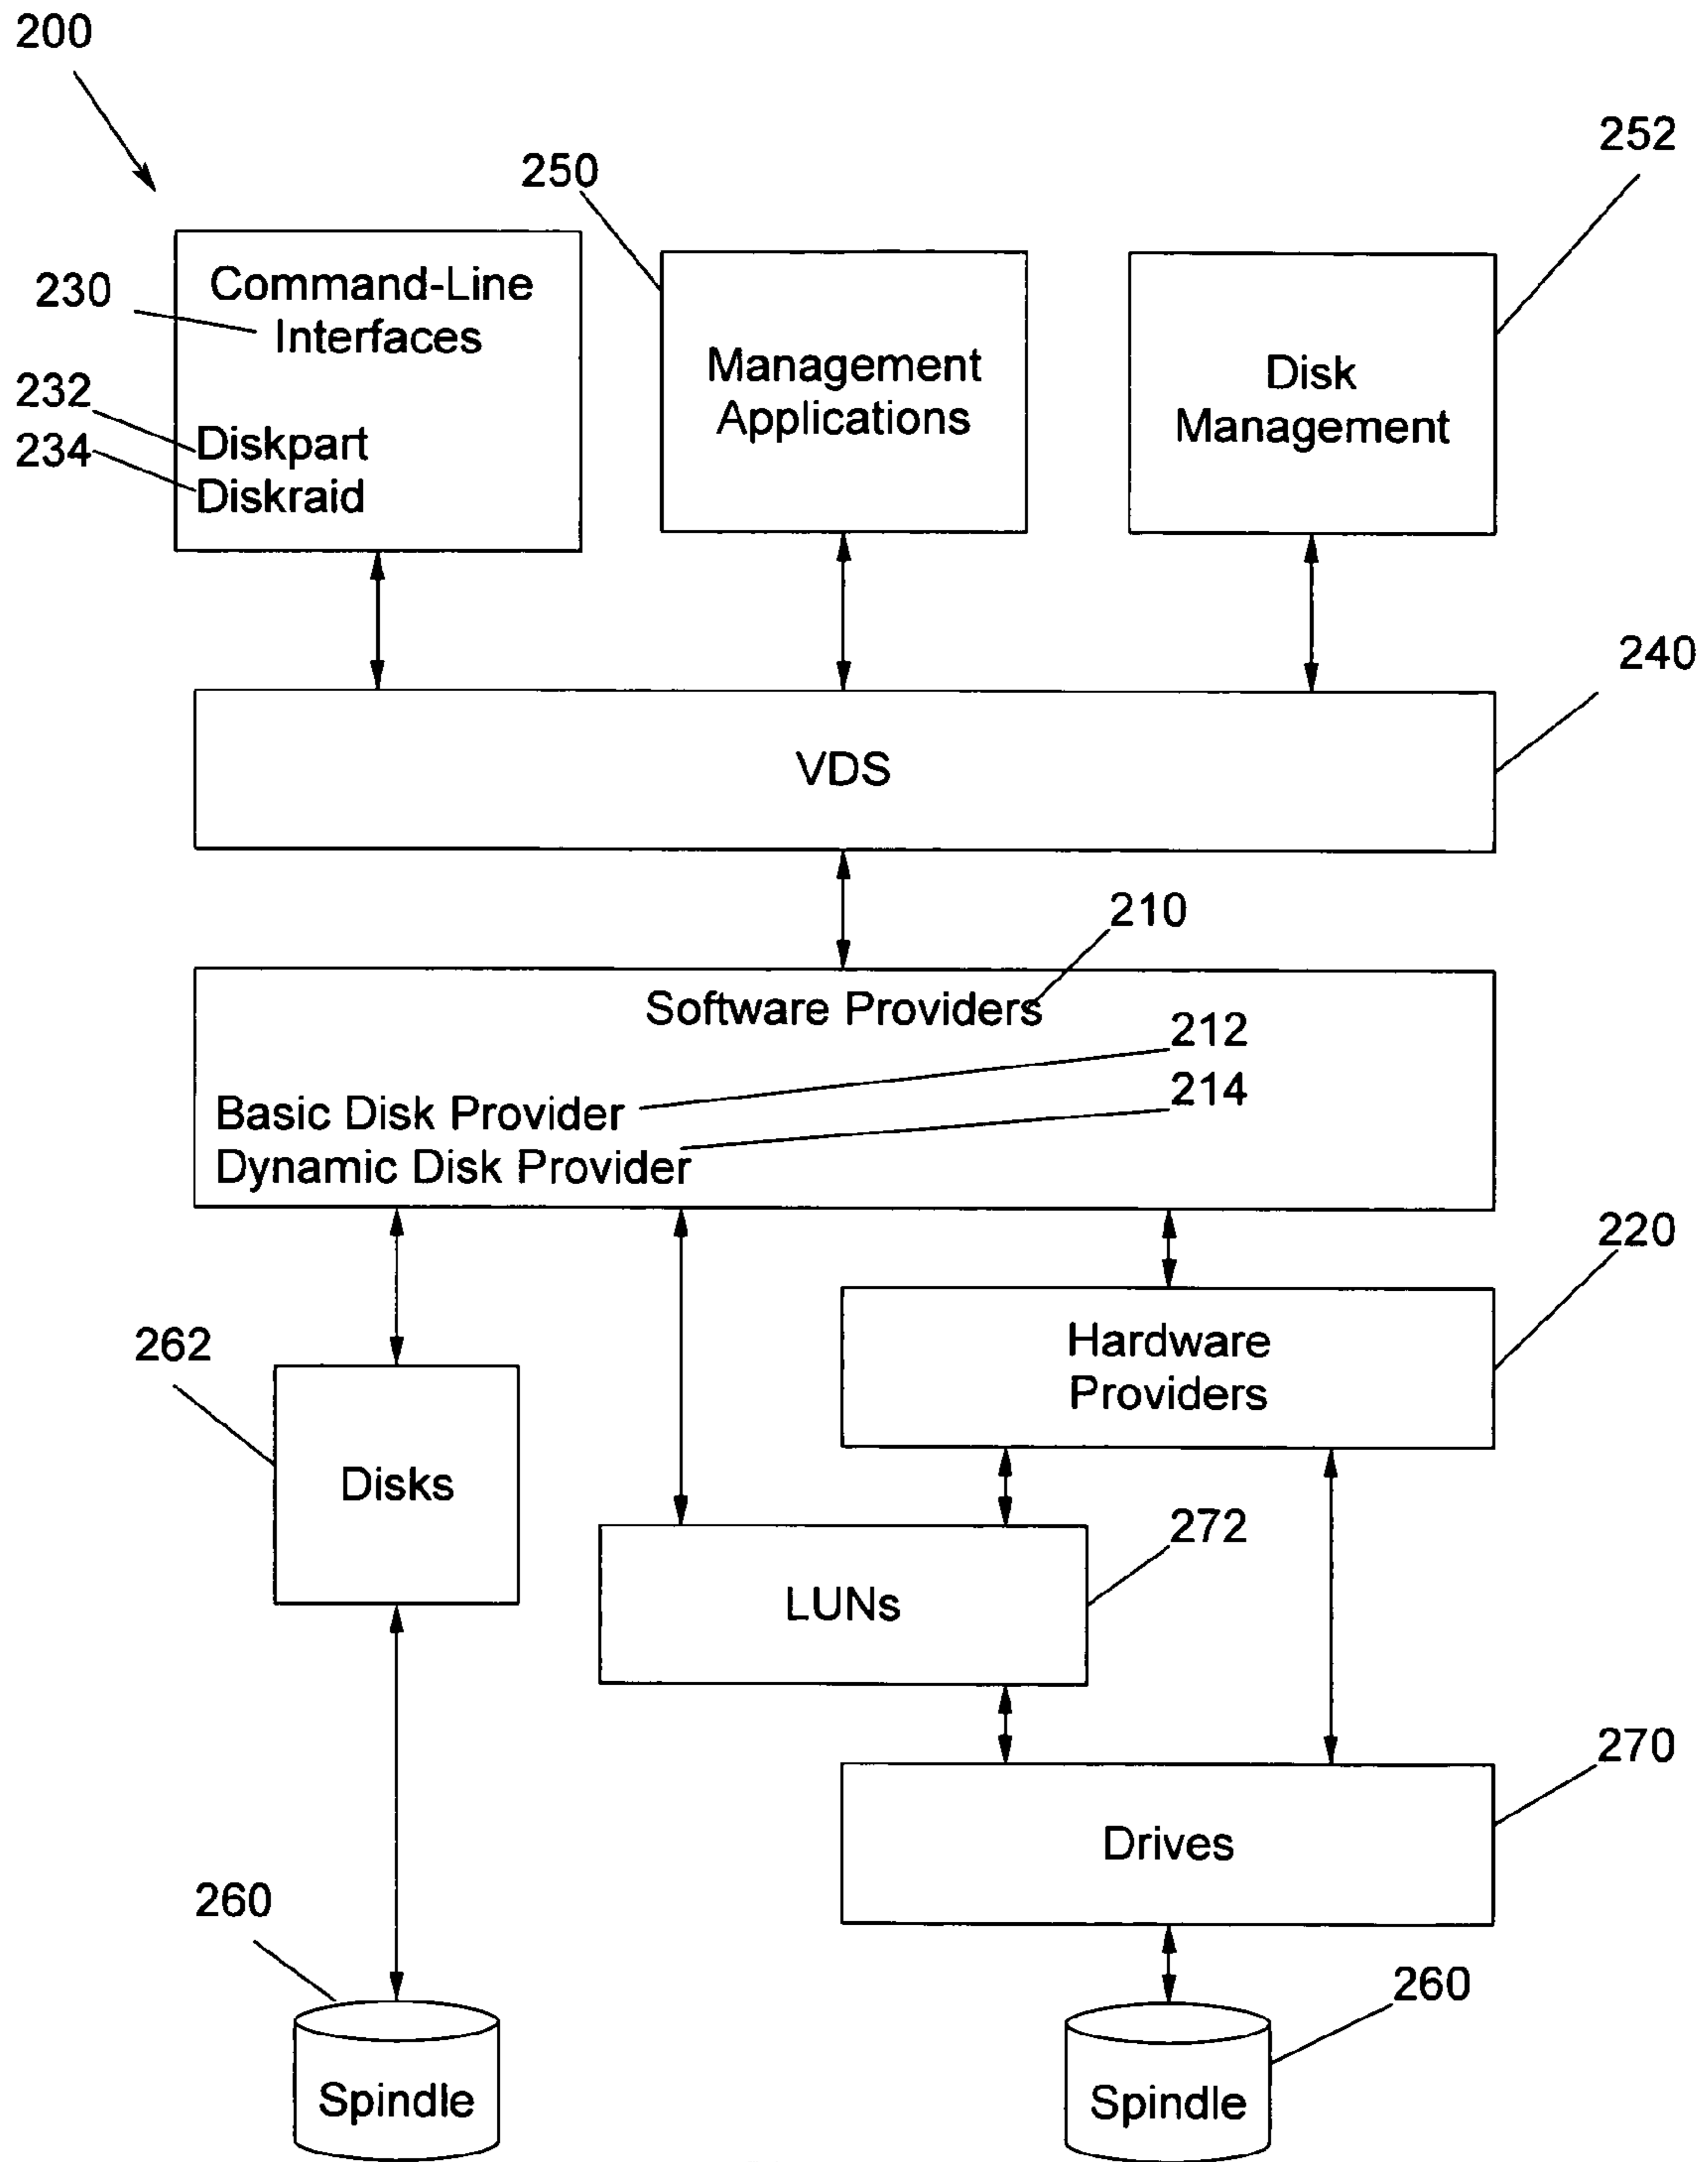 200
252
250
Command-Line
Interfaces
230
232
Diskpart
234
Diskraid
Management
Applications
Disk
Management
240
VDS
210
Software Providers
212
Basic Disk Provider
214
Dynamic Disk Provider
220
Hardware
Providers
262
Disks
272
LUNs
270
Drives
260
Spindle
260
Spindle